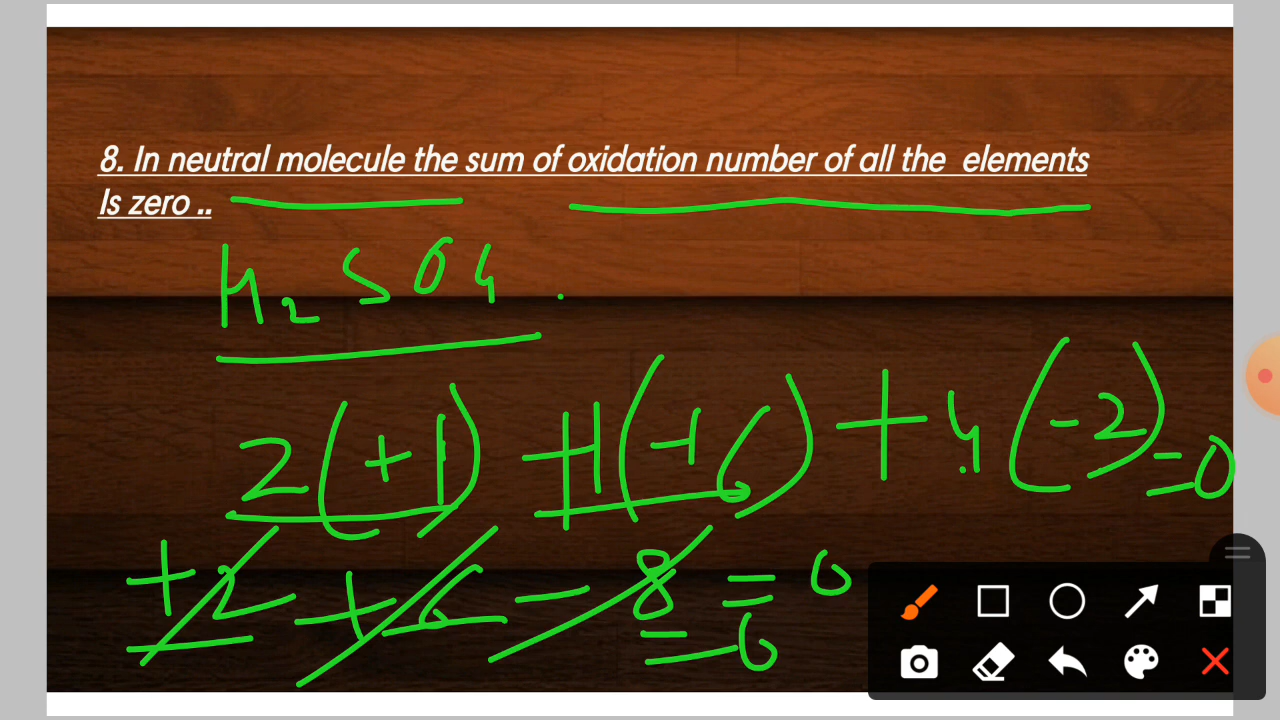 8. In neutral molecule the sum of oxidation number of all the elements
Is zero ..
H2SO4
2(+1) +1(+6) + 4(-2)=0
+2 +6 - 8 = 0
= 0